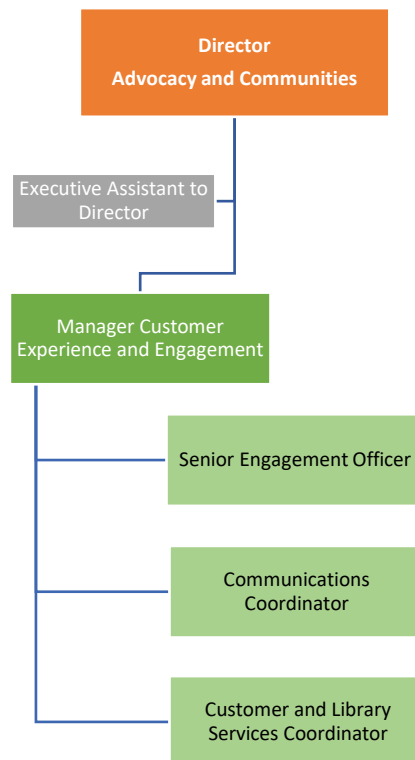 Director
Advocacy and Communities
Executive Assistant to
Director
Manager Customer
Experience and Engagement
Senior Engagement Officer
Communications
Coordinator
Customer and Library
Services Coordinator